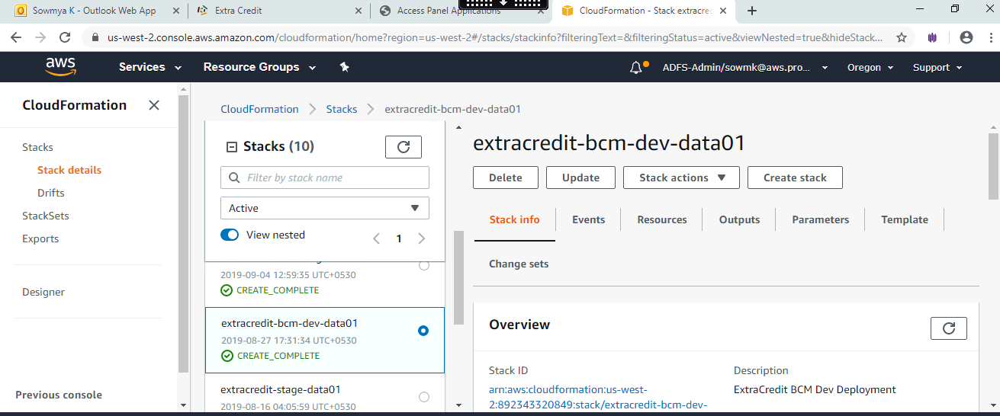 Sowmya K - Outlook Web App
Extra Credit
Access Panel Applications
CloudFormation - Stack extracre
us-west-2.console.aws.amazon.com/cloudformation/home?region=us-west-2#/stacks/stackinfo?filteringText=&filteringStatus=active&viewNested=true&hideStack...
aws
Services
Resource Groups
ADFS-Admin/sowmk@aws.pro...
Oregon
Support
CloudFormation
Stacks
Stack details
Drifts
StackSets
Exports
Designer
Previous console
CloudFormation
Stacks
extracredit-bcm-dev-data01
Stacks (10)
Filter by stack name
Active
View nested
1
2019-09-04 12:59:35 UTC+0530
CREATE_COMPLETE
extracredit-bcm-dev-data01
2019-08-27 17:31:34 UTC+0530
CREATE_COMPLETE
extracredit-stage-data01
2019-08-16 04:05:59 UTC+0530
extracredit-bcm-dev-data01
Delete
Update
Stack actions
Create stack
Stack info
Events
Resources
Outputs
Parameters
Template
Change sets
Overview
Stack ID
arn:aws:cloudformation:us-west-
2:892343320849:stack/extracredit-bcm-dev-
Description
ExtraCredit BCM Dev Deployment